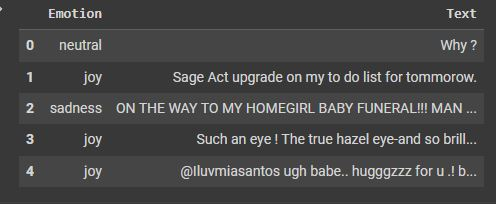 Emotion Text
0 neutral Why ?
1 joy Sage Act upgrade on my to do list for tommorow.
2 sadness ON THE WAY TO MY HOMEGIRL BABY FUNERAL!!! MAN ...
3 joy Such an eye ! The true hazel eye-and so brill...
4 joy @Iluvmiasantos ugh babe.. hugggzzz for u .! b...